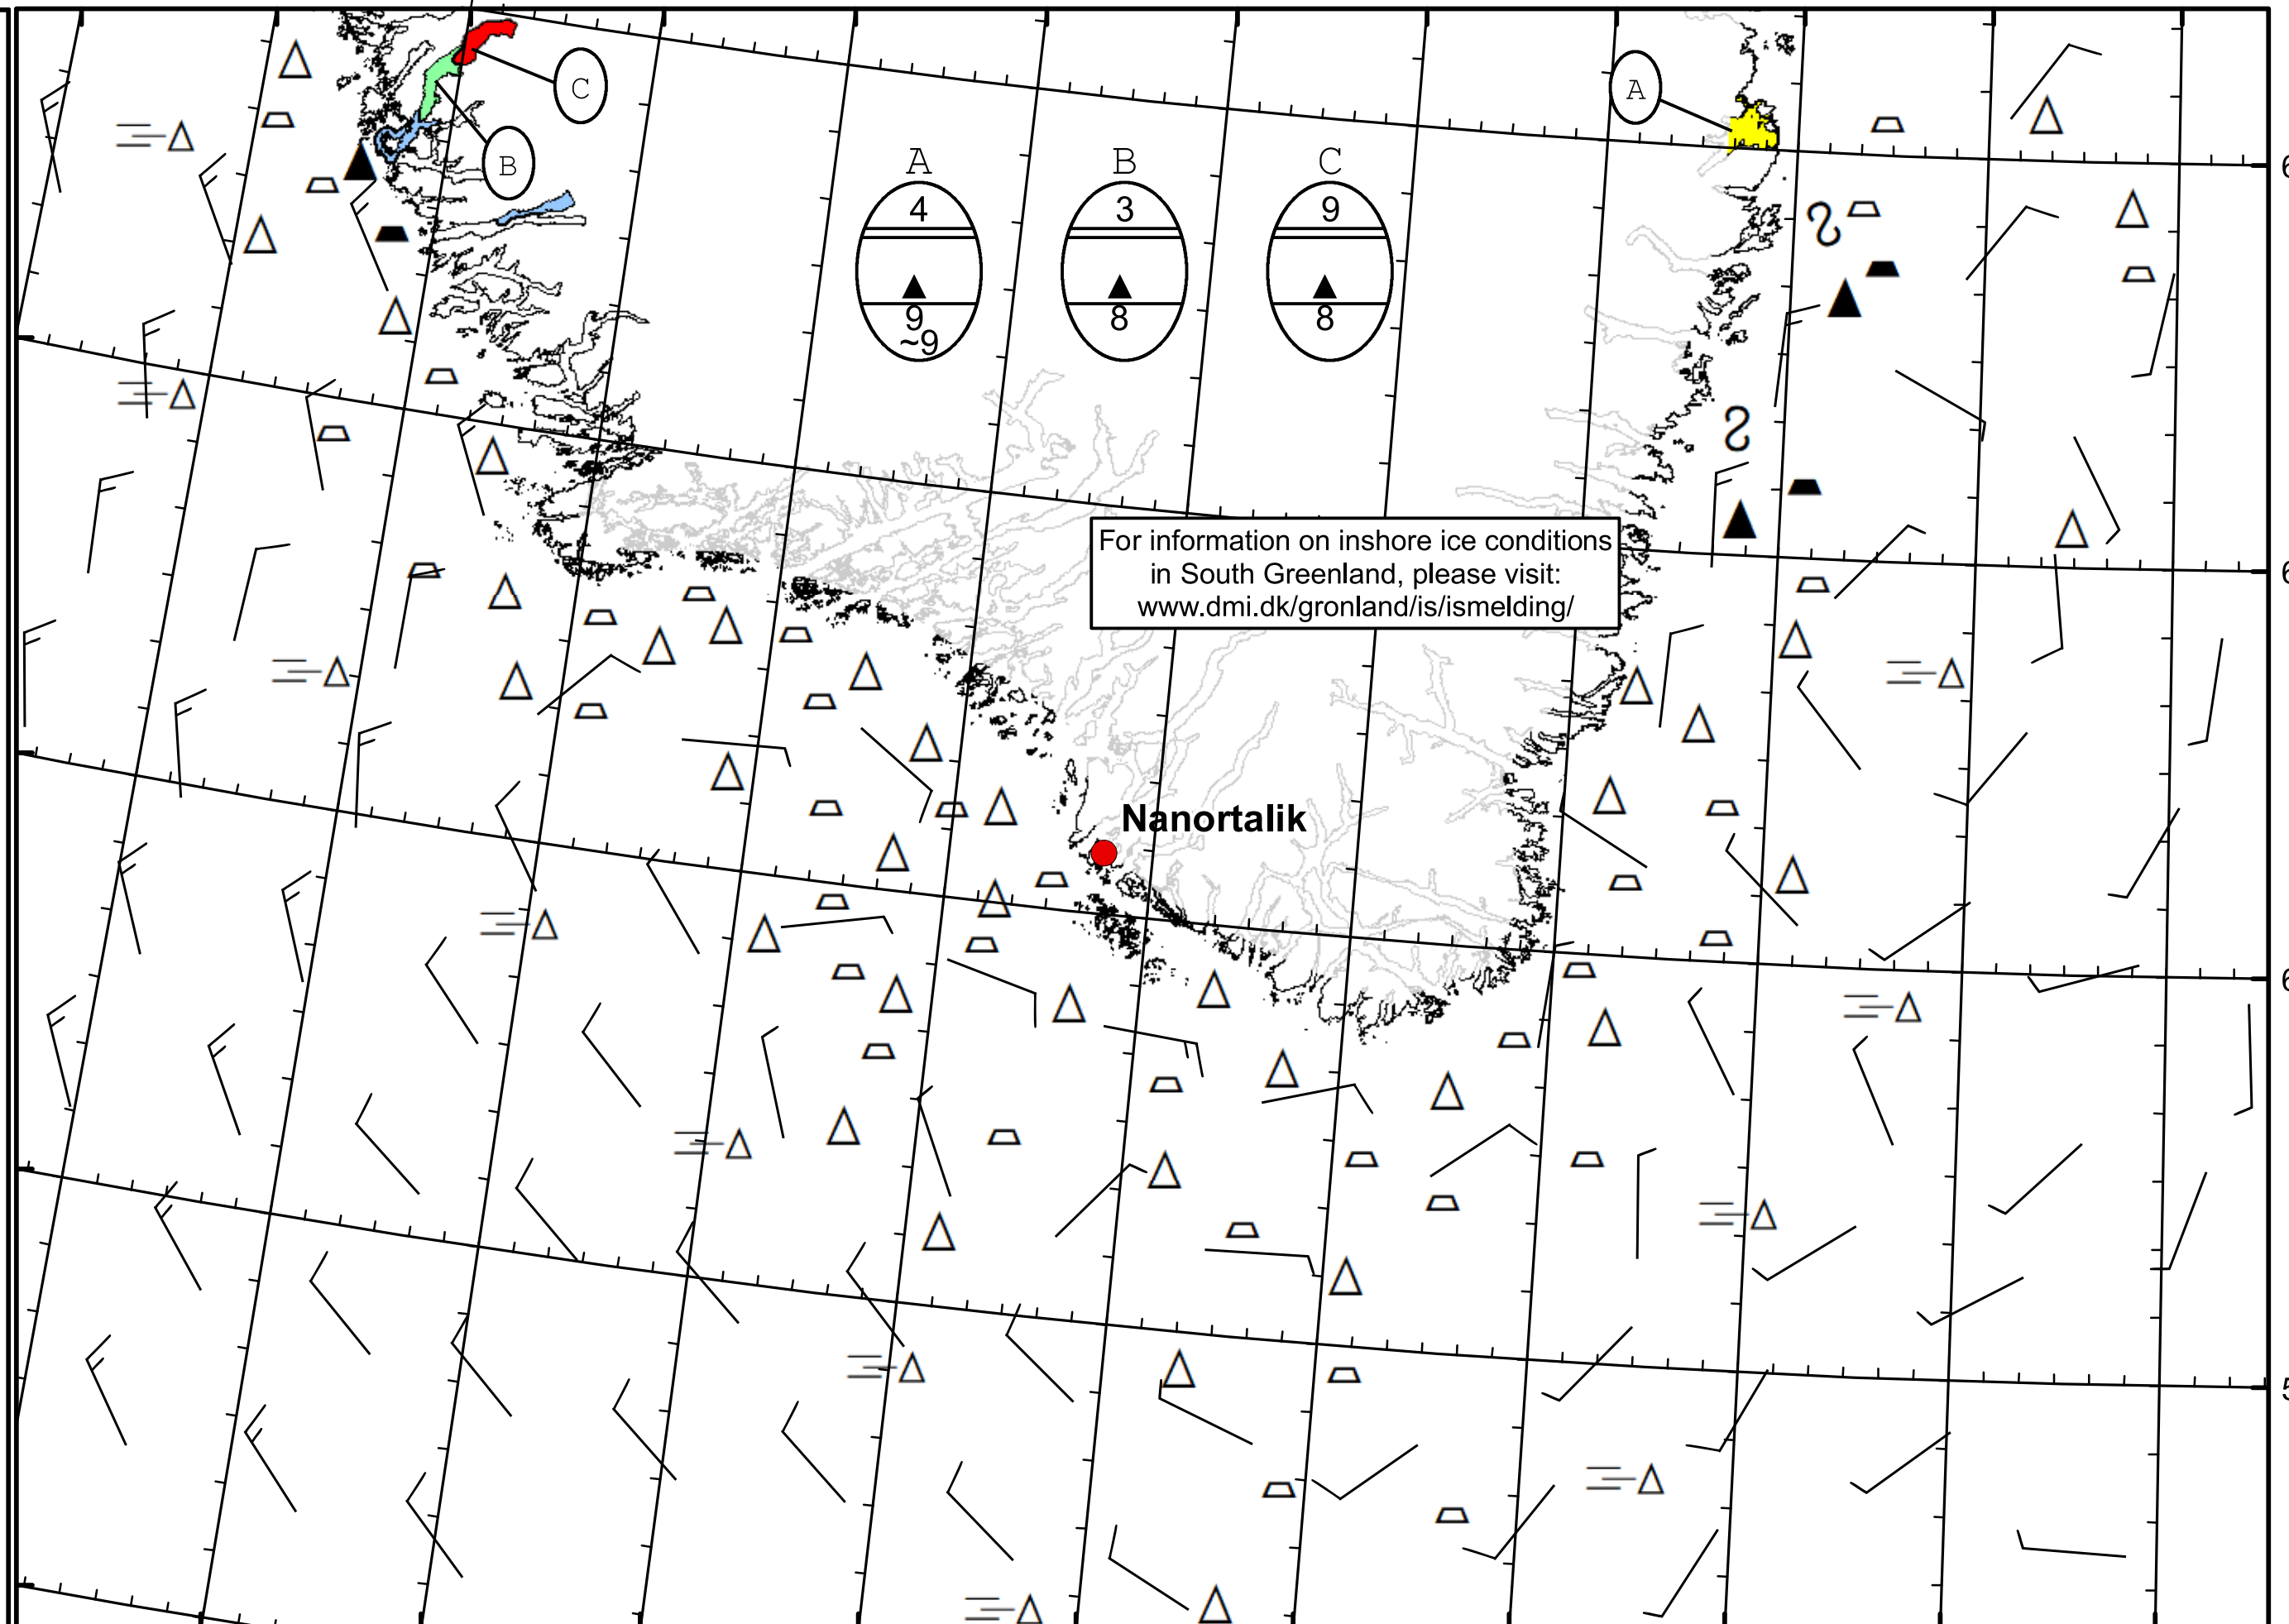 C
A
B
A B C
4 3 9
9 8 8
~9
For information on inshore ice conditions
in South Greenland, please visit:
www.dmi.dk/gronland/is/ismelding/
Nanortalik